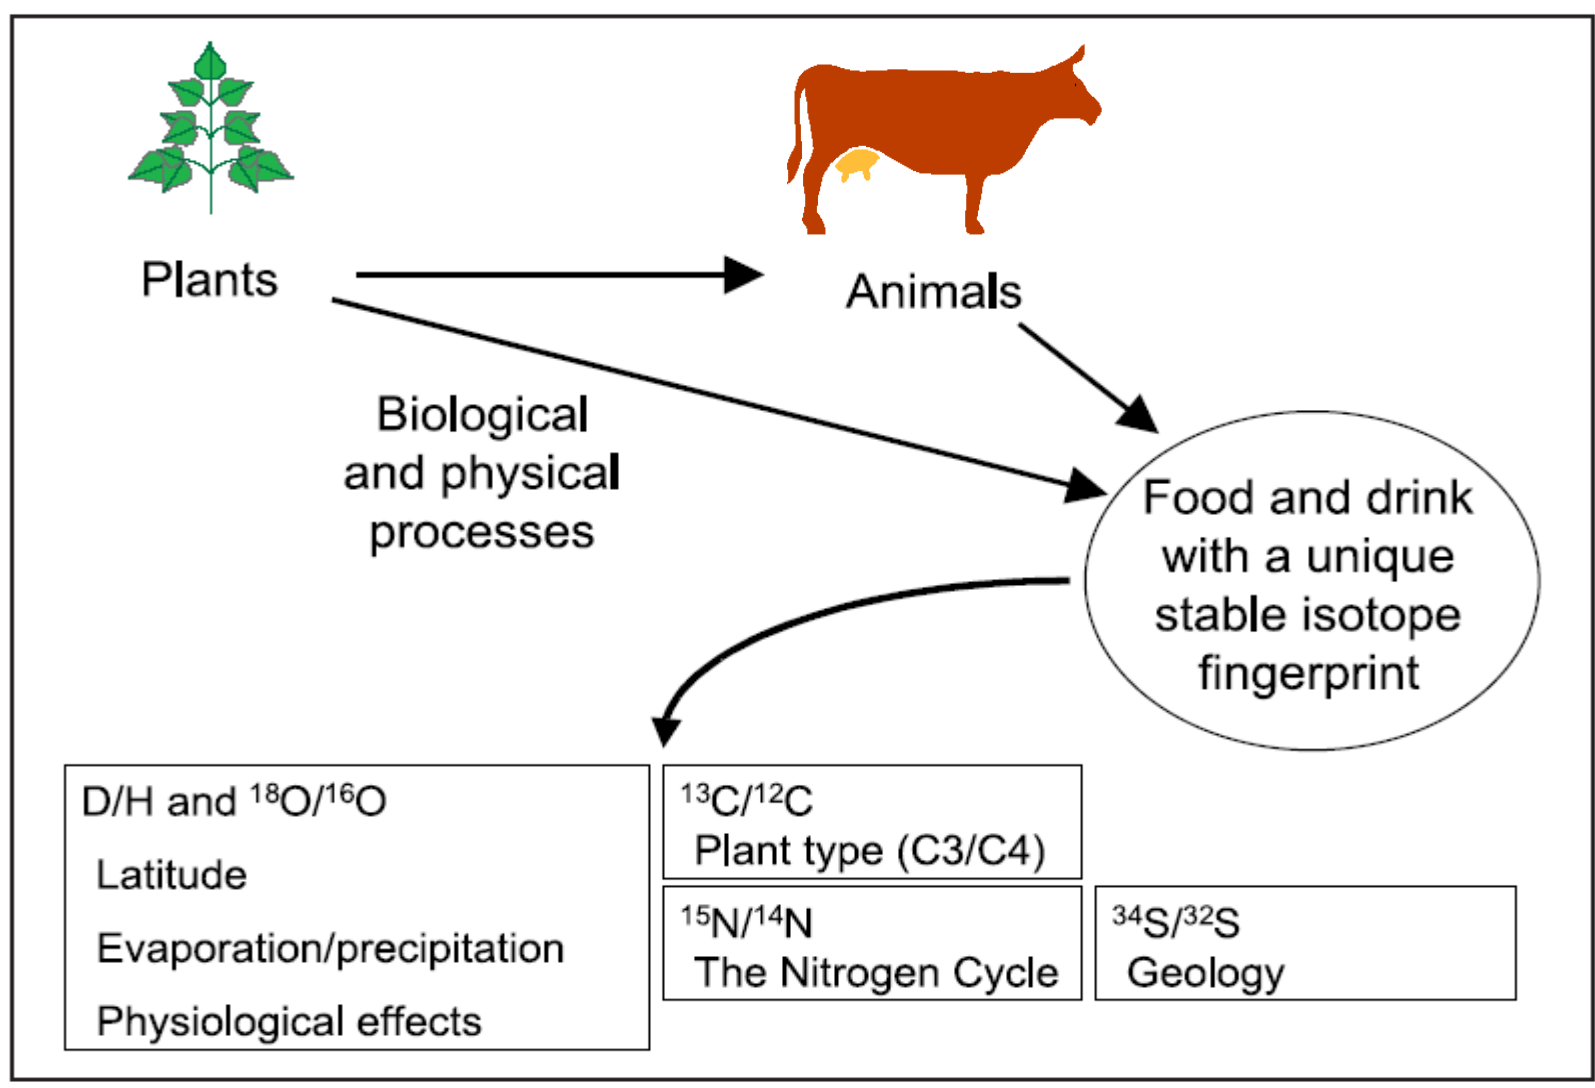 Plants
Animals
Biological
and physical
processes
Food and drink
with a unique
stable isotope
fingerprint
D/H and ¹⁸O/¹⁶O
Latitude
Evaporation/precipitation
Physiological effects
¹³C/¹²C
Plant type (C3/C4)
¹⁵N/¹⁴N
The Nitrogen Cycle
³⁴S/³²S
Geology